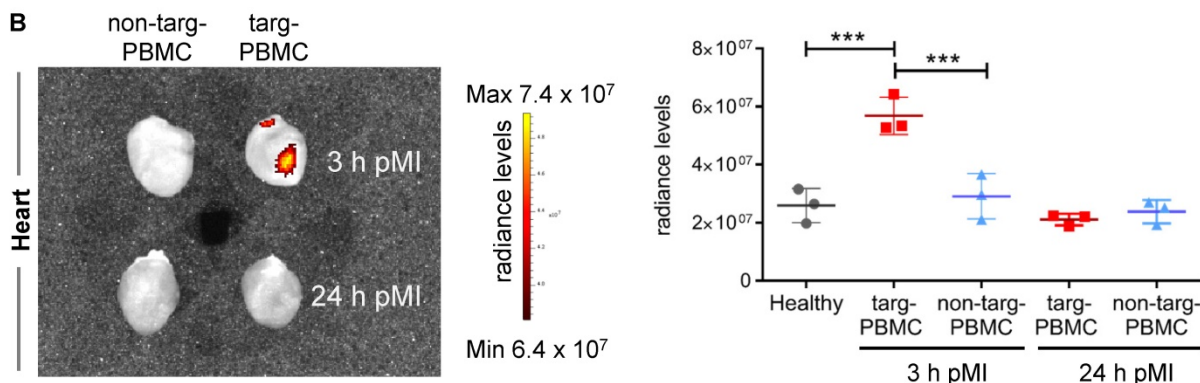 B
non-targ-
PBMC
targ-
PBMC
Heart
3 h pMI
24 h pMI
Max 7.4 x 10⁷
radiance levels
Min 6.4 x 10⁷
radiance levels
8×10⁰⁷
6×10⁰⁷
4×10⁰⁷
2×10⁰⁷
0
***
***
Healthy
targ-
PBMC
non-targ-
PBMC
targ-
PBMC
non-targ-
PBMC
3 h pMI
24 h pMI